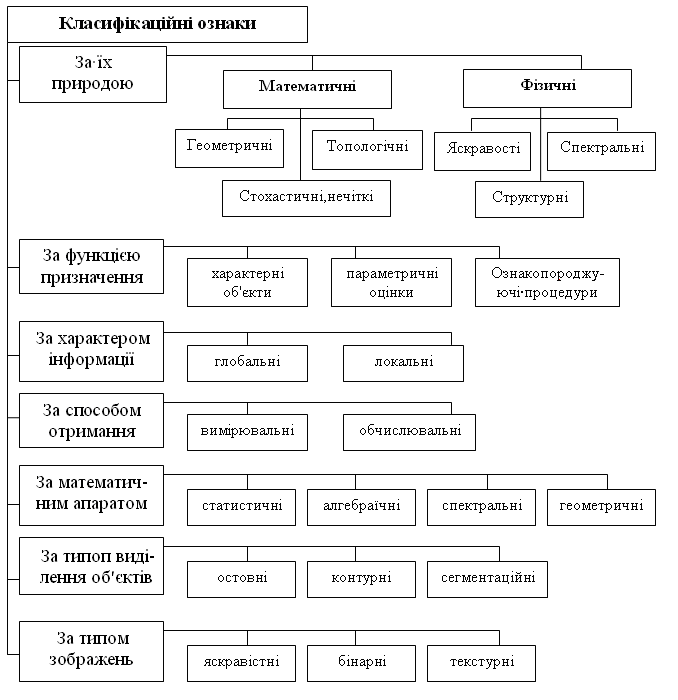 Класифікаційні ознаки
За·їх
природою
Математичні
Фізичні
Геометричні
Топологічні
Яскравості
Спектральні
Стохастичні,нечіткі
Структурні
За функцією
призначення
характерні
об'єкти
параметричні
оцінки
Ознакопороджу-
ючі·процедури
За характером
інформації
глобальні
локальні
За способом
отримання
вимірювальні
обчислювальні
За математич-
ним апаратом
статистичні
алгебраїчні
спектральні
геометричні
За типоп виді-
лення об'єктів
остовні
контурні
сегментаційні
За типом
зображень
яскравістні
бінарні
текстурні